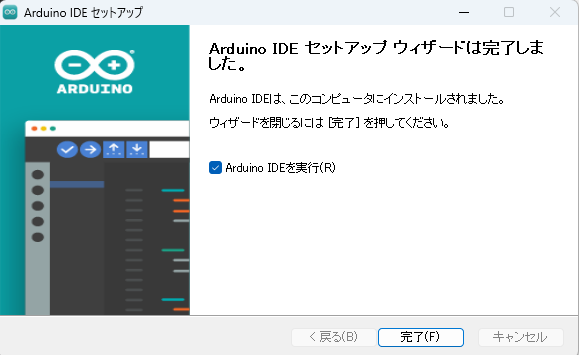 Arduino IDE セットアップ
ARDUINO
Arduino IDE セットアップ ウィザードは完了しま
した。
Arduino IDEは、このコンピュータにインストールされました。
ウィザードを閉じるには [完了] を押してください。
Arduino IDEを実行(R)
< 戻る(B)
完了(F)
キャンセル